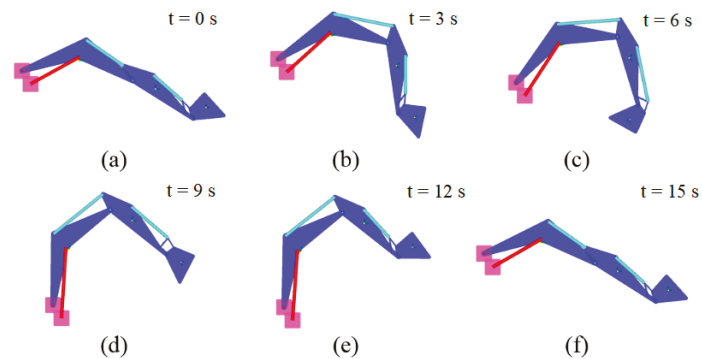 t = 0 s
t = 3 s
t = 6 s
(a)
(b)
(c)
t = 9 s
t = 12 s
t = 15 s
(d)
(e)
(f)